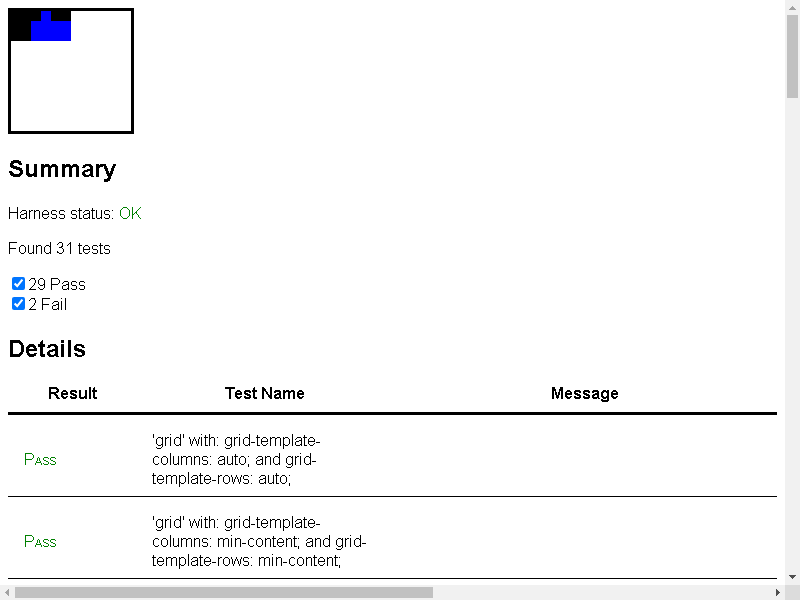 Summary
Harness status: OK
Found 31 tests
29 Pass
2 Fail
Details
Result Test Name Message
Pass
'grid' with: grid-template-
columns: auto; and grid-
template-rows: auto;
Pass
'grid' with: grid-template-
columns: min-content; and grid-
template-rows: min-content;